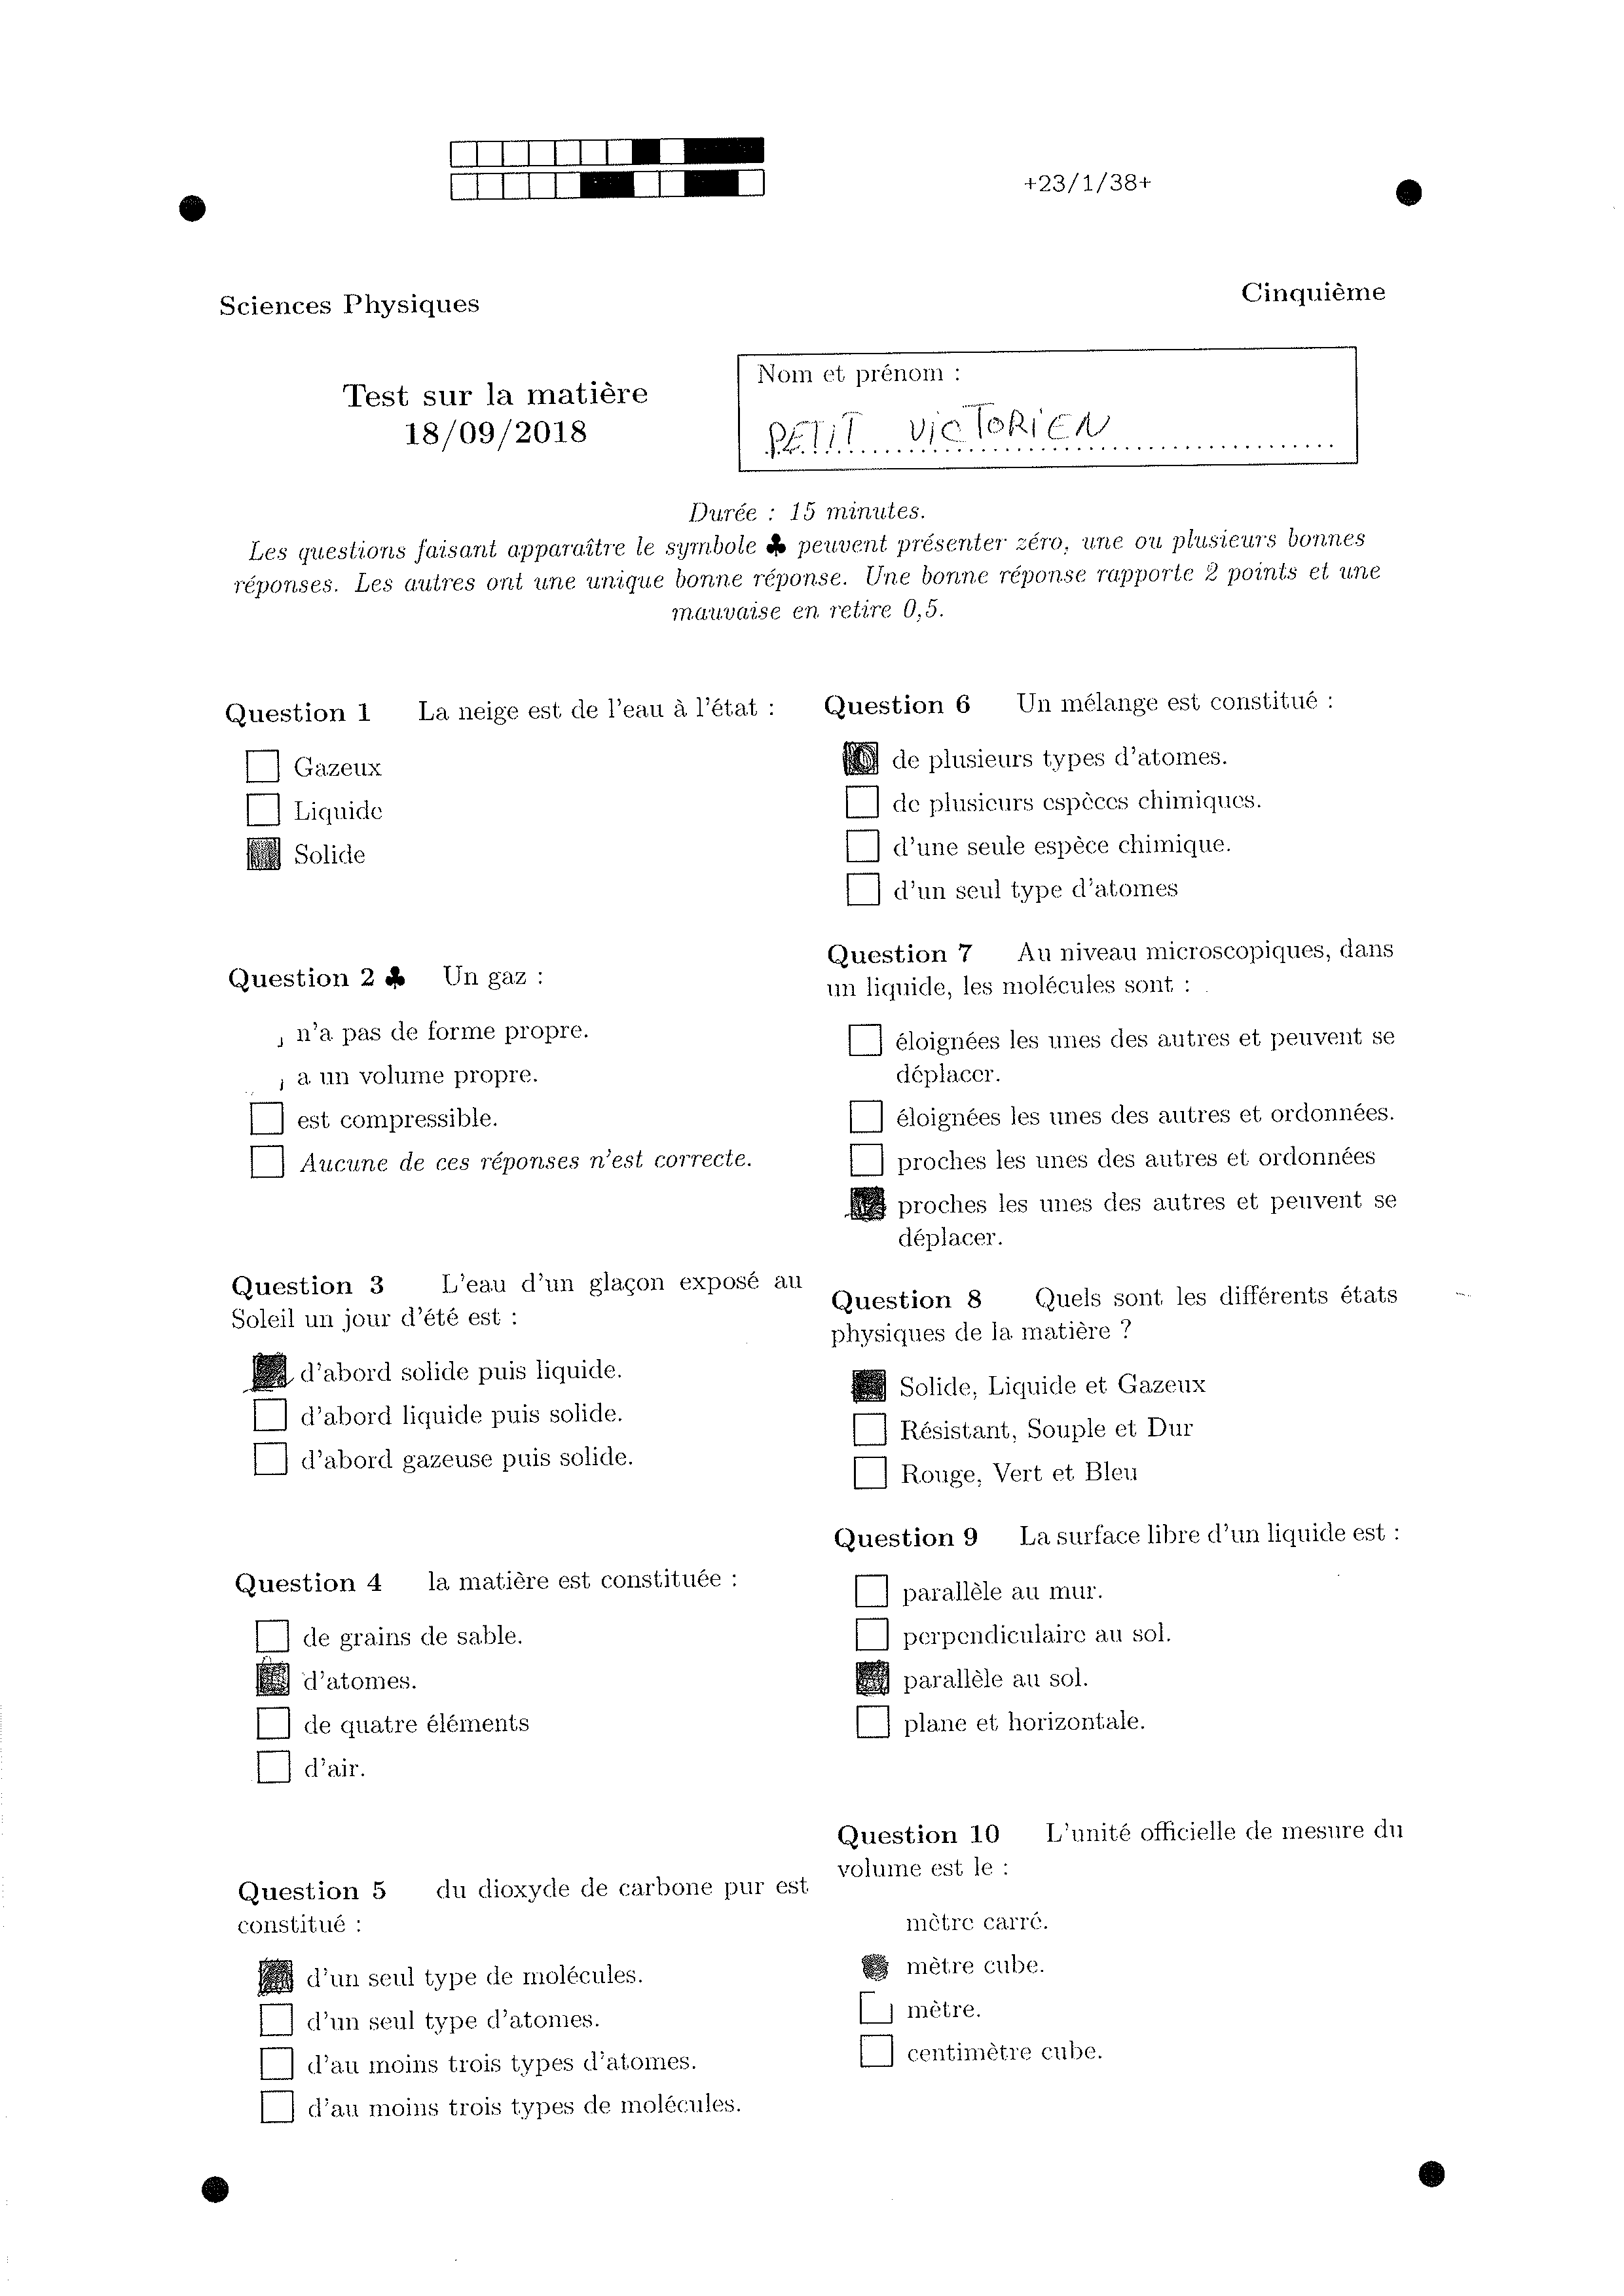 +23/1/38+
Sciences Physiques
Cinquième
Test sur la matière
18/09/2018
Nom et prénom :
PETIT VICTORIEN
Durée : 15 minutes.
Les questions faisant apparaître le symbole ♣ peuvent présenter zéro, une ou plusieurs bonnes
réponses. Les autres ont une unique bonne réponse. Une bonne réponse rapporte 2 points et une
mauvaise en retire 0,5.
Question 1 La neige est de l'eau à l'état :
Gazeux
Liquide
Solide
Question 2 ♣ Un gaz :
n'a pas de forme propre.
a un volume propre.
est compressible.
Aucune de ces réponses n'est correcte.
Question 3 L'eau d'un glaçon exposé au
Soleil un jour d'été est :
d'abord solide puis liquide.
d'abord liquide puis solide.
d'abord gazeuse puis solide.
Question 4 la matière est constituée :
de grains de sable.
d'atomes.
de quatre éléments
d'air.
Question 5 du dioxyde de carbone pur est
constitué :
d'un seul type de molécules.
d'un seul type d'atomes.
d'au moins trois types d'atomes.
d'au moins trois types de molécules.
Question 6 Un mélange est constitué :
de plusieurs types d'atomes.
de plusieurs espèces chimiques.
d'une seule espèce chimique.
d'un seul type d'atomes
Question 7 Au niveau microscopiques, dans
un liquide, les molécules sont :
éloignées les unes des autres et peuvent se
déplacer.
éloignées les unes des autres et ordonnées.
proches les unes des autres et ordonnées
proches les unes des autres et peuvent se
déplacer.
Question 8 Quels sont les différents états
physiques de la matière ?
Solide, Liquide et Gazeux
Résistant, Souple et Dur
Rouge, Vert et Bleu
Question 9 La surface libre d'un liquide est :
parallèle au mur.
perpendiculaire au sol.
parallèle au sol.
plane et horizontale.
Question 10 L'unité officielle de mesure du
volume est le :
mètre carré.
mètre cube.
mètre.
centimètre cube.